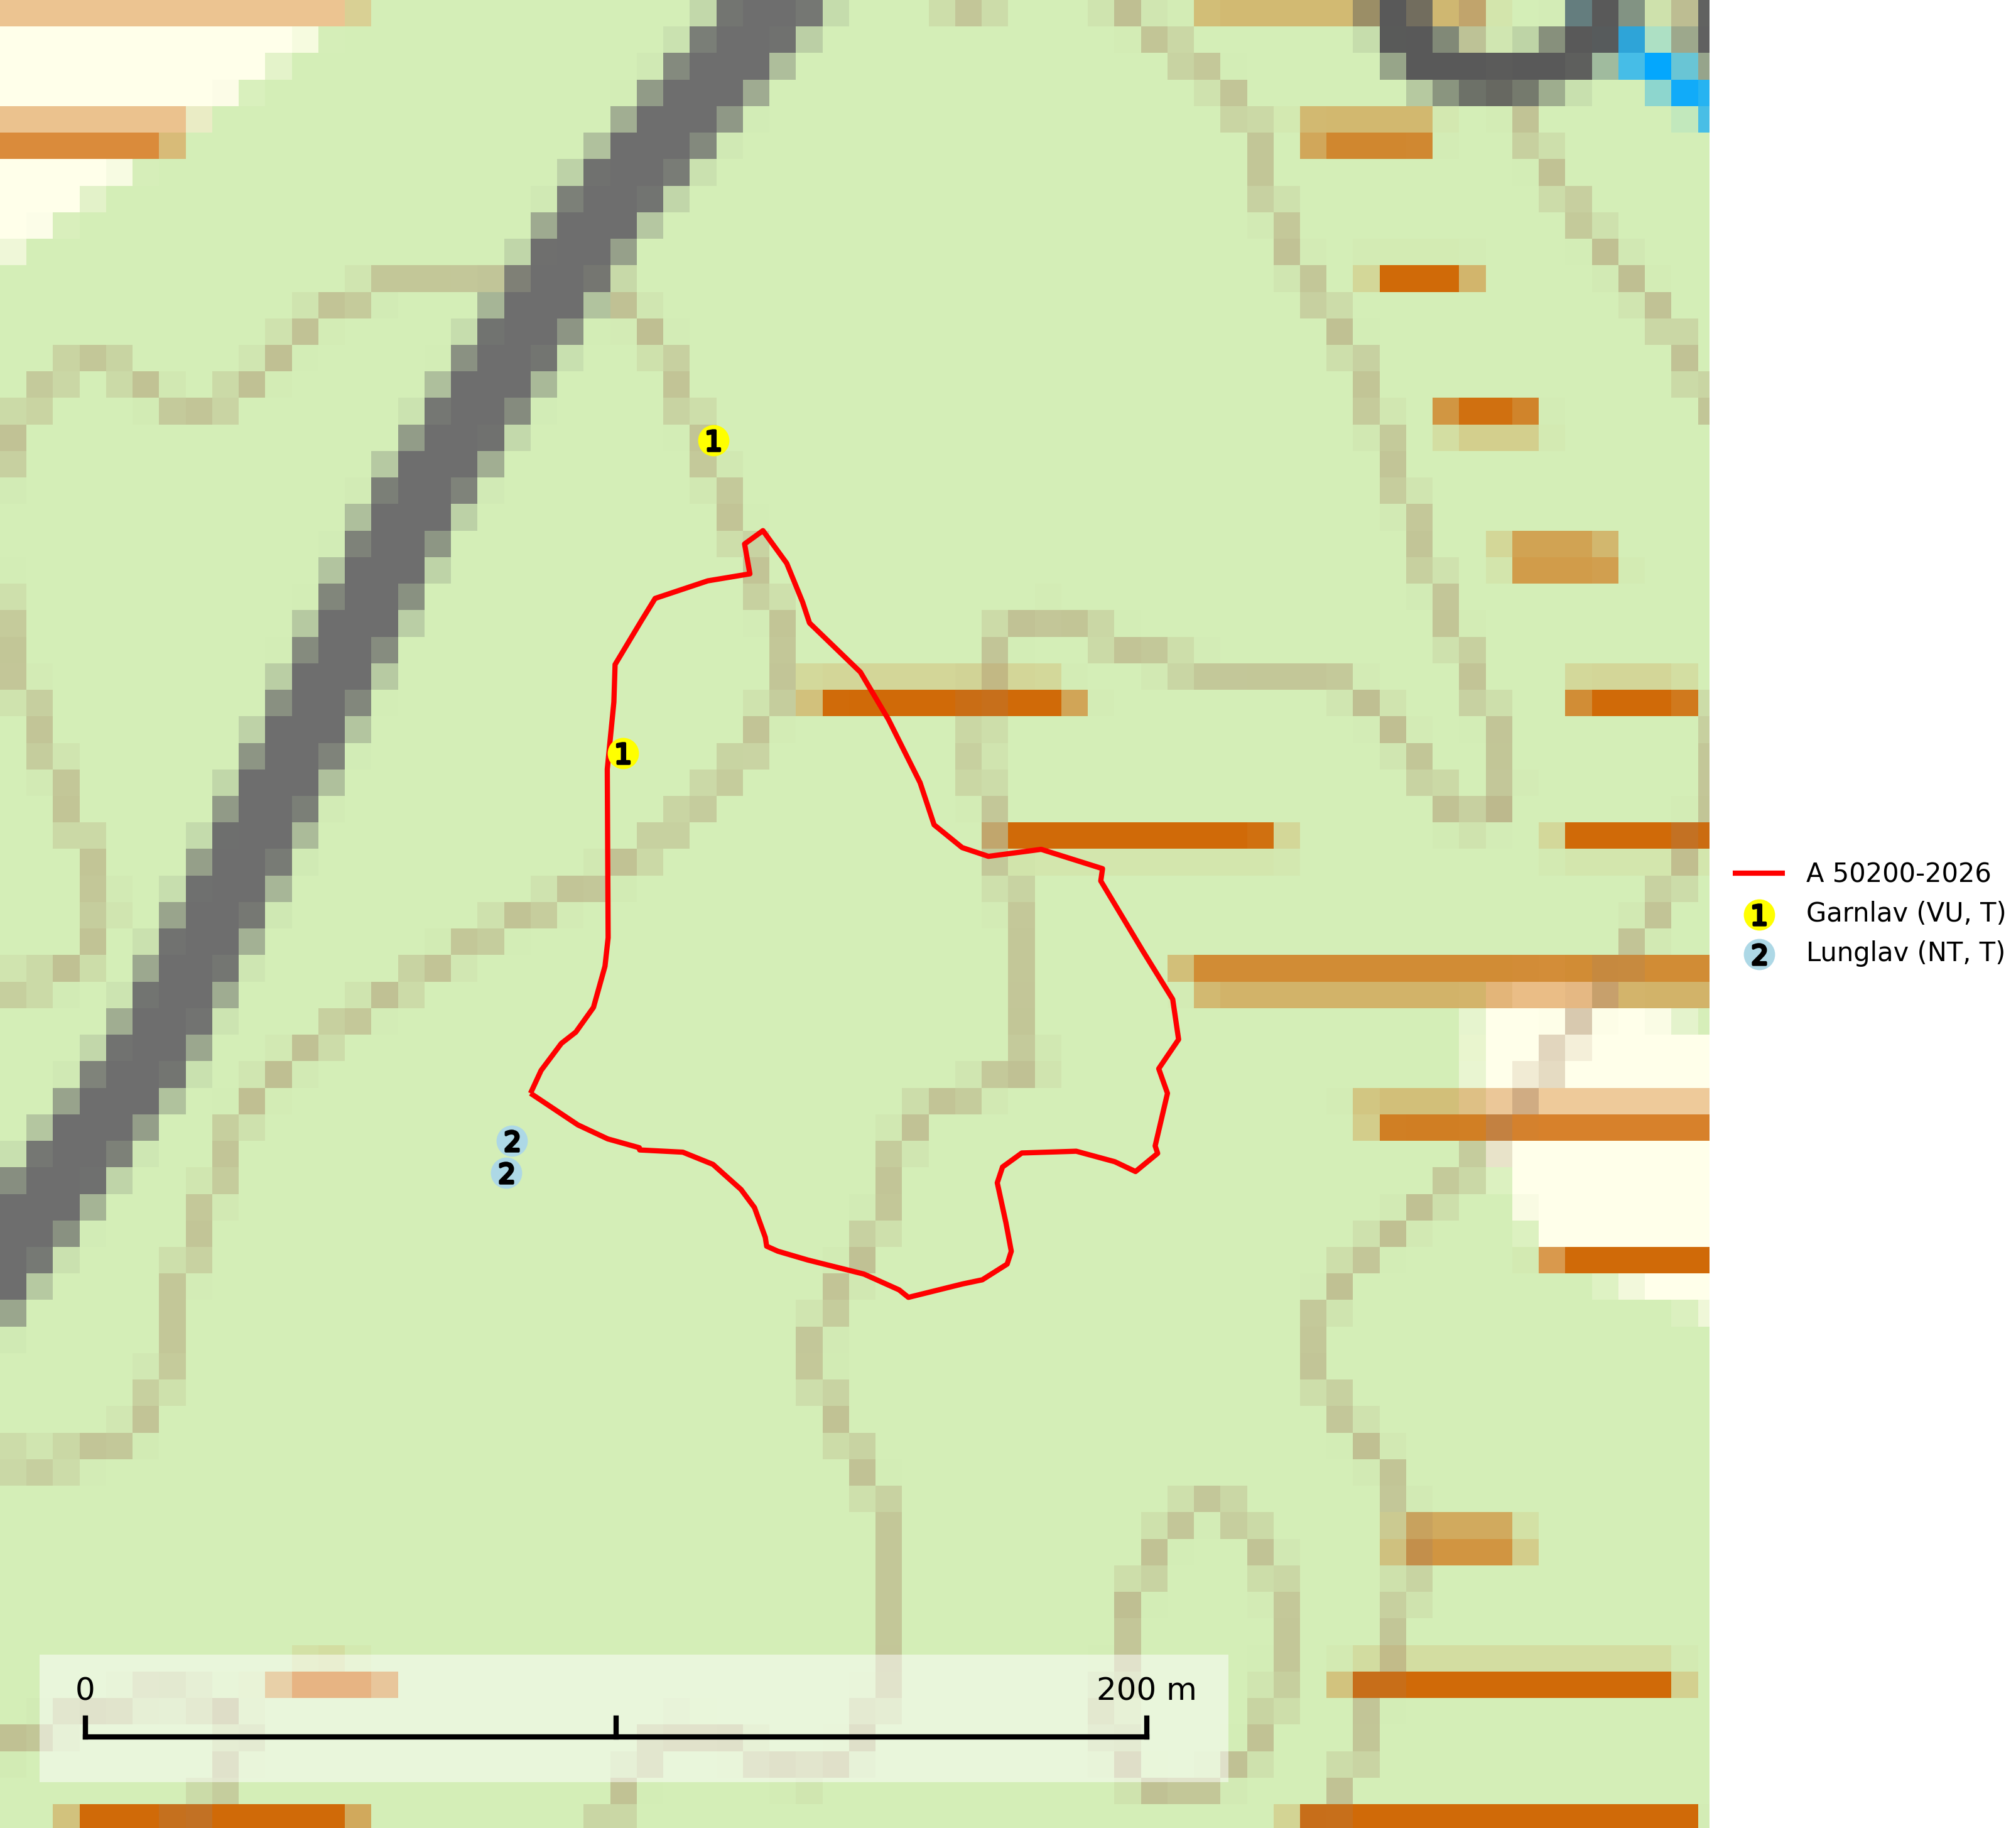 1
1
2
2
A 50200-2026
1 Garnlav (VU, T)
2 Lunglav (NT, T)
0 200 m